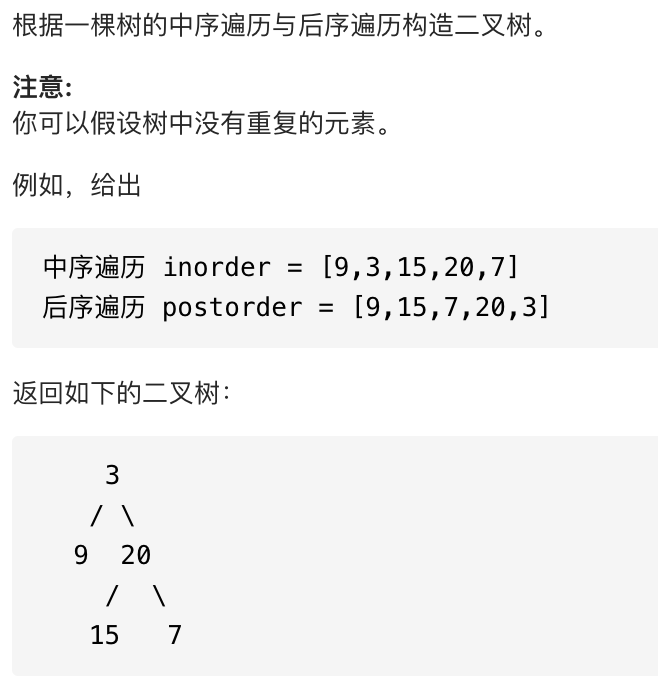 根据一棵树的中序遍历与后序遍历构造二叉树。
注意:
你可以假设树中没有重复的元素。
例如，给出
中序遍历 inorder = [9,3,15,20,7]
后序遍历 postorder = [9,15,7,20,3]
返回如下的二叉树：
3
/ \
9 20
/ \
15 7